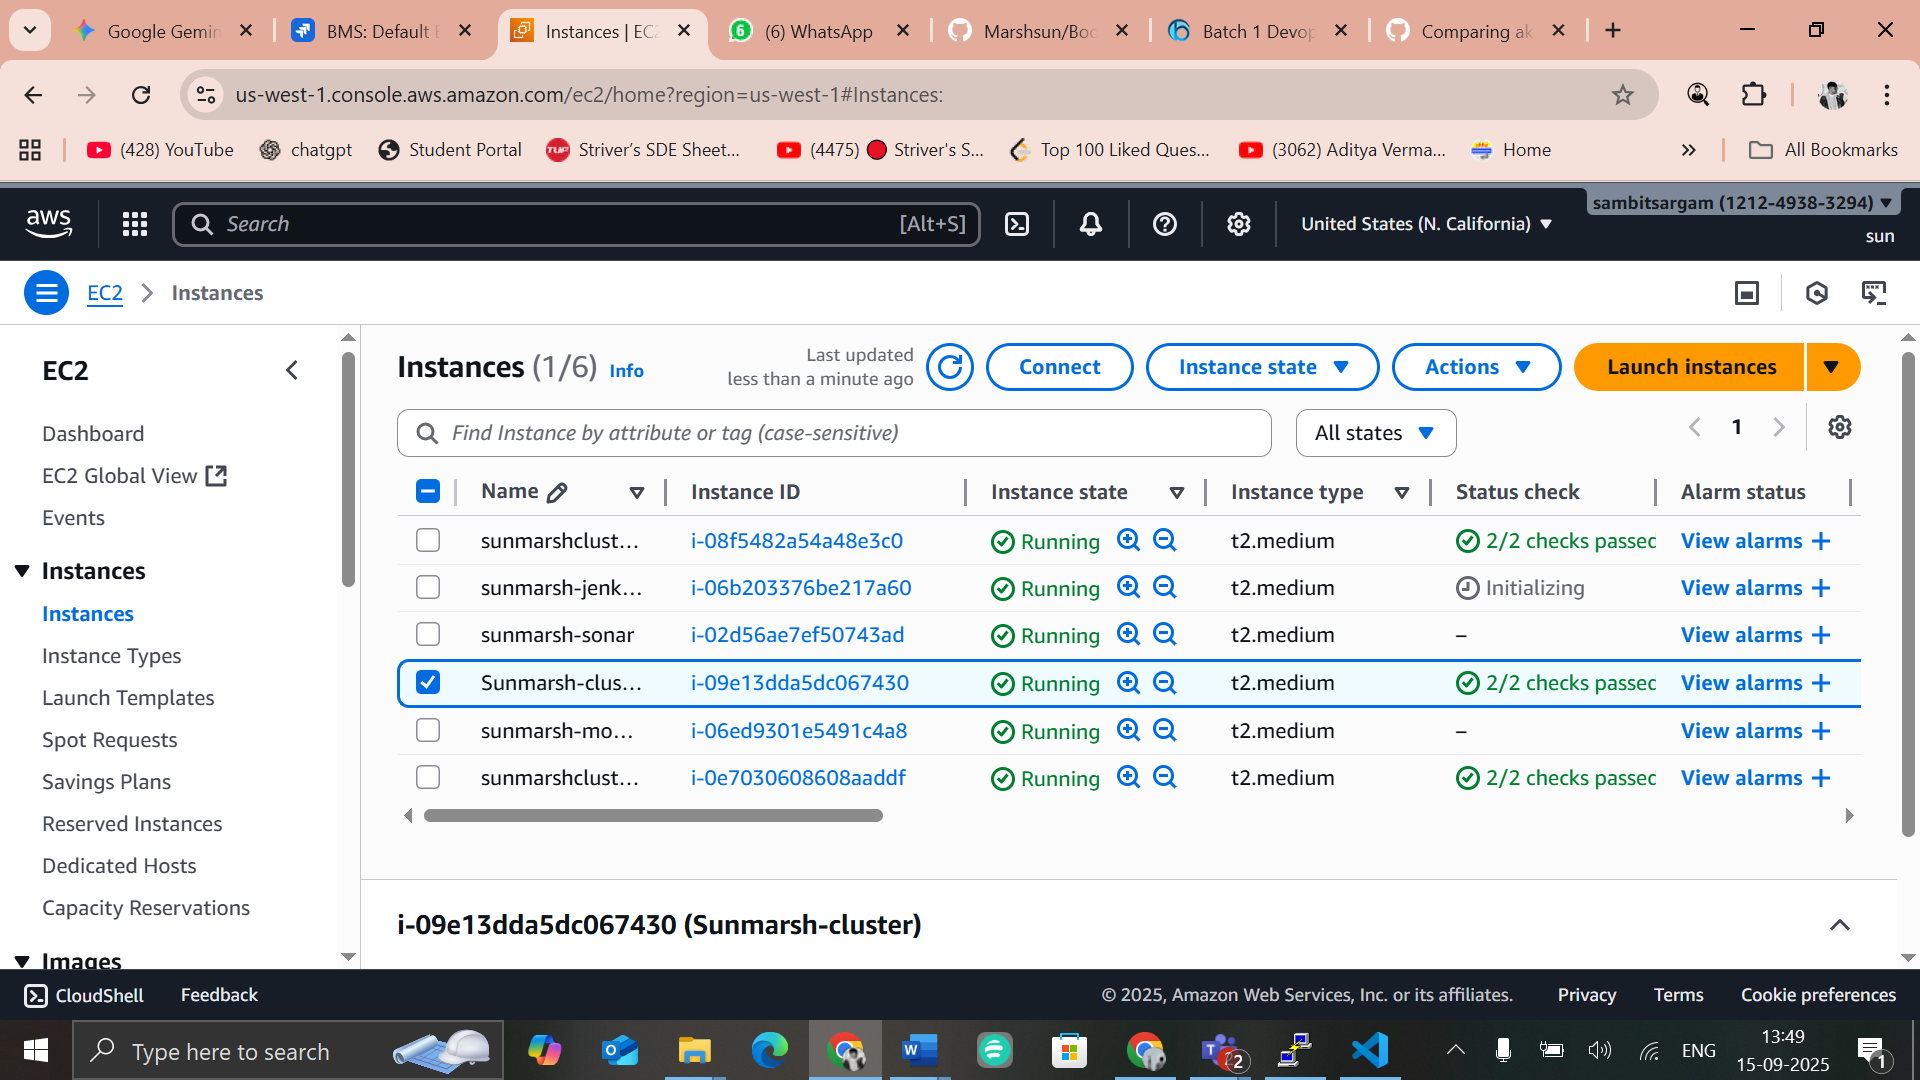 Google Gemin
BMS: Default B
Instances | EC2
(6) WhatsApp
Marshsun/Boo
Batch 1 Devop
Comparing ak
us-west-1.console.aws.amazon.com/ec2/home?region=us-west-1#Instances:
(428) YouTube
chatgpt
Student Portal
Striver's SDE Sheet...
(4475) Striver's S...
Top 100 Liked Ques...
(3062) Aditya Verma...
Home
All Bookmarks
aws
Search [Alt+S]
United States (N. California)
sambitsargam (1212-4938-3294)
sun
EC2 Instances
EC2
Dashboard
EC2 Global View
Events
Instances
Instances
Instance Types
Launch Templates
Spot Requests
Savings Plans
Reserved Instances
Dedicated Hosts
Capacity Reservations
Images
Instances (1/6) Info
Last updated
less than a minute ago
Connect
Instance state
Actions
Launch instances
Find Instance by attribute or tag (case-sensitive)
All states
1
Name Instance ID Instance state Instance type Status check Alarm status
sunmarshclust... i-08f5482a54a48e3c0 Running t2.medium 2/2 checks passed View alarms +
sunmarsh-jenk... i-06b203376be217a60 Running t2.medium Initializing View alarms +
sunmarsh-sonar i-02d56ae7ef50743ad Running t2.medium – View alarms +
Sunmarsh-clus... i-09e13dda5dc067430 Running t2.medium 2/2 checks passed View alarms +
sunmarsh-mo... i-06ed9301e5491c4a8 Running t2.medium – View alarms +
sunmarshclust... i-0e7030608608aaddf Running t2.medium 2/2 checks passed View alarms +
i-09e13dda5dc067430 (Sunmarsh-cluster)
CloudShell Feedback
© 2025, Amazon Web Services, Inc. or its affiliates. Privacy Terms Cookie preferences
Type here to search
2
ENG
13:49
15-09-2025
1